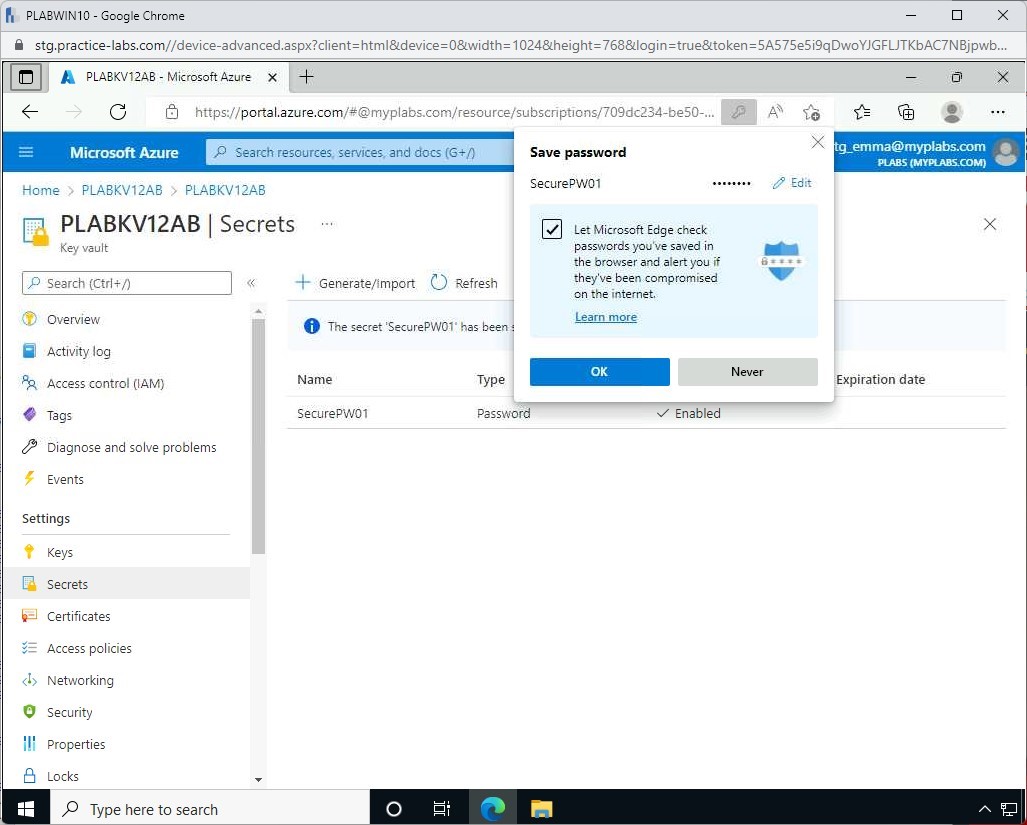 PLABWIN10 - Google Chrome
stg.practice-labs.com//device-advanced.aspx?client=html&device=0&width=1024&height=768&login=true&token=5A575e5i9qDwoYJGFLJTKbAC7NBjpwb...
PLABKV12AB - Microsoft Azure
https://portal.azure.com/#@myplabs.com/resource/subscriptions/709dc234-be50-...
Microsoft Azure
Search resources, services, and docs (G+/)
tg_emma@myplabs.com
PLABS (MYPLABS.COM)
Home > PLABKV12AB > PLABKV12AB
PLABKV12AB | Secrets ...
Key vault
Search (Ctrl+/)
«
Overview
Activity log
Access control (IAM)
Tags
Diagnose and solve problems
Events
Settings
Keys
Secrets
Certificates
Access policies
Networking
Security
Properties
Locks
Generate/Import
Refresh
The secret 'SecurePW01' has been s
Name Type Expiration date
SecurePW01 Password Enabled
Save password
SecurePW01 •••••••• Edit
Let Microsoft Edge check
passwords you've saved in
the browser and alert you if
they've been compromised
on the internet.
Learn more
OK
Never
Type here to search